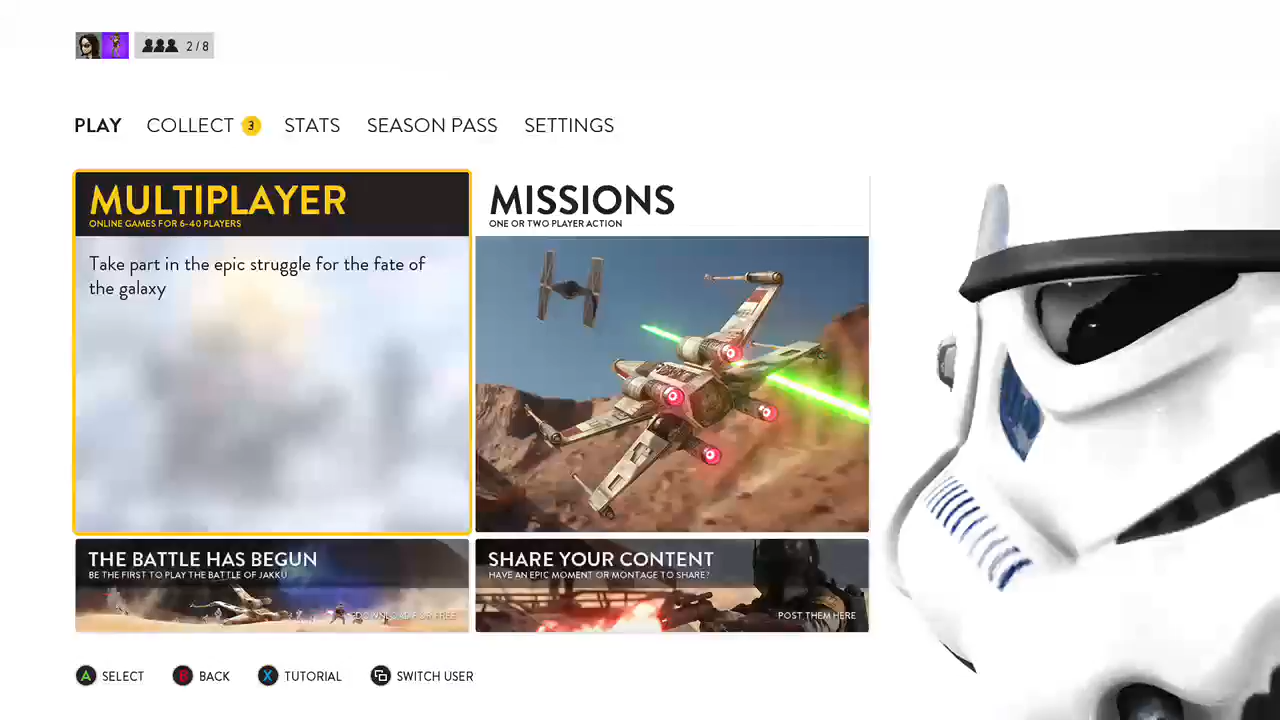 2 / 8
PLAY COLLECT 3 STATS SEASON PASS SETTINGS
MULTIPLAYER
ONLINE GAMES FOR 6-40 PLAYERS
Take part in the epic struggle for the fate of
the galaxy
MISSIONS
ONE OR TWO PLAYER ACTION
THE BATTLE HAS BEGUN
BE THE FIRST TO PLAY THE BATTLE OF JAKKU
DOWNLOAD FOR FREE
SHARE YOUR CONTENT
HAVE AN EPIC MOMENT OR MONTAGE TO SHARE?
POST THEM HERE
A SELECT B BACK X TUTORIAL SWITCH USER